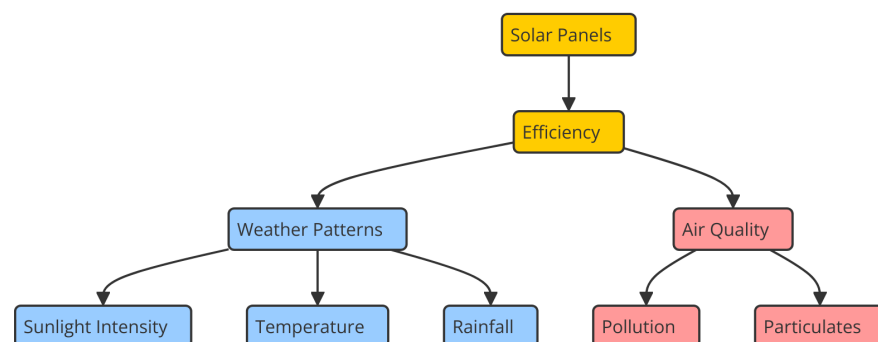 Solar Panels
Efficiency
Weather Patterns
Air Quality
Sunlight Intensity
Temperature
Rainfall
Pollution
Particulates